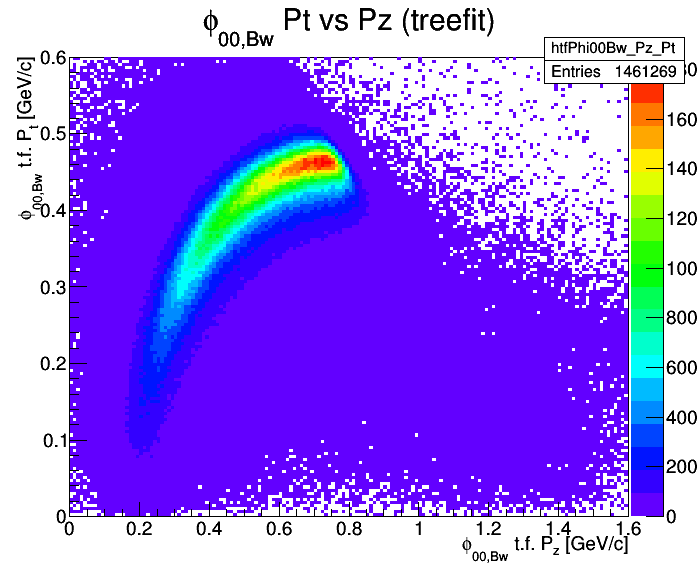 ϕ00,Bw Pt vs Pz (treefit)
htfPhi00Bw_Pz_Pt
Entries 1461269
ϕ00,Bw t.f. Pt [GeV/c]
0.6
0.5
0.4
0.3
0.2
0.1
0
0 0.2 0.4 0.6 0.8 1 1.2 1.4 1.6
ϕ00,Bw t.f. Pz [GeV/c]
80
160
140
120
100
800
600
400
200
0